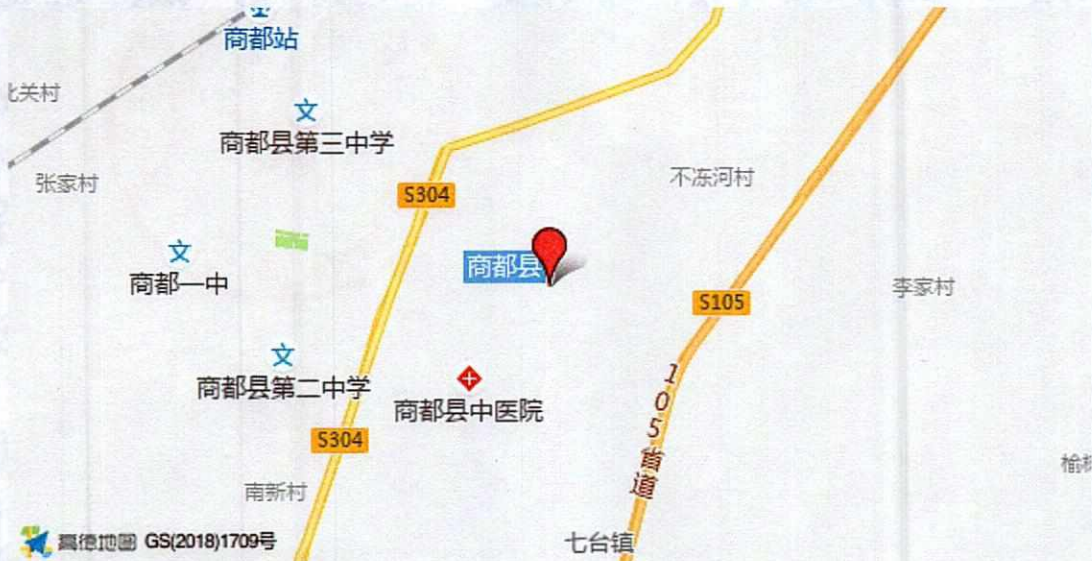 商都站
北关村
文
商都县第三中学
张家村
不冻河村
S304
文
商都一中
商都县
李家村
S105
文
商都县第二中学
商都县中医院
105省道
S304
南新村
七台镇
高德地图 GS(2018)1709号